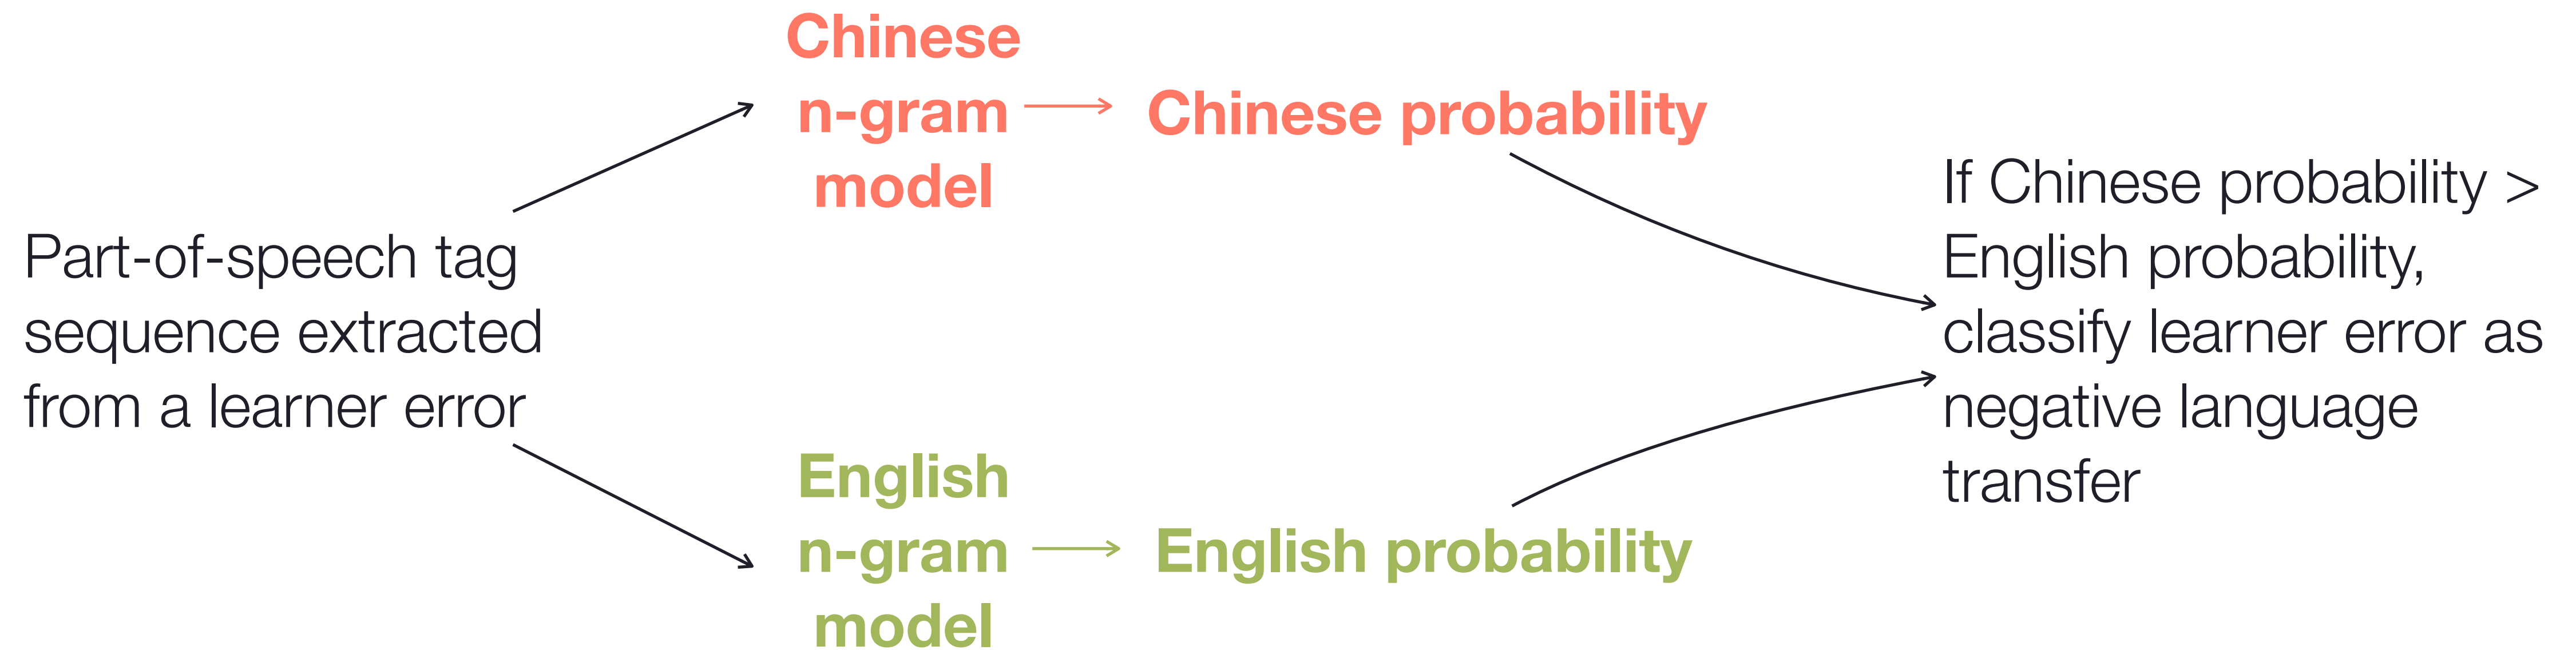 Part-of-speech tag
sequence extracted
from a learner error
Chinese
n-gram
model
Chinese probability
English
n-gram
model
English probability
If Chinese probability >
English probability,
classify learner error as
negative language
transfer